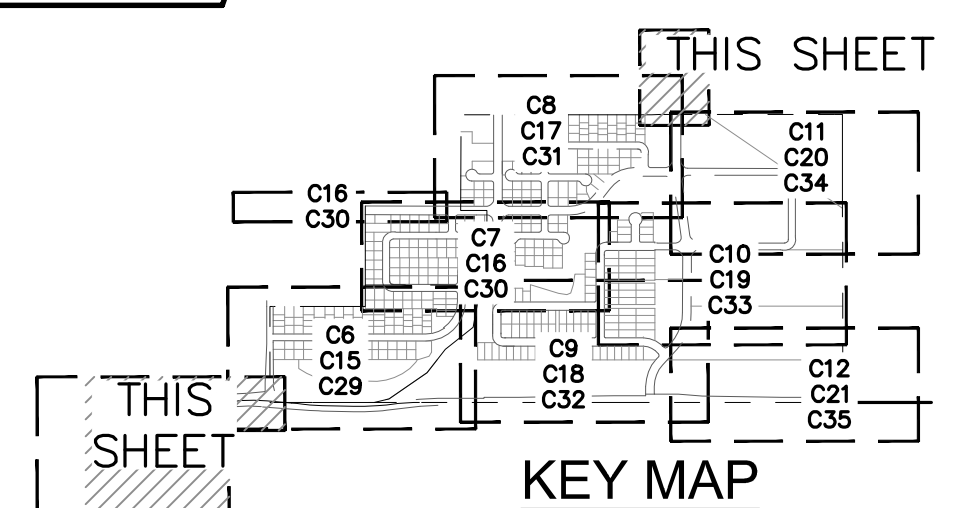 THIS SHEET
C8
C17
C31
C11
C20
C34
C16
C30
C7
C16
C30
C10
C19
C33
C6
C15
C29
C9
C18
C32
C12
C21
C35
THIS
SHEET
KEY MAP